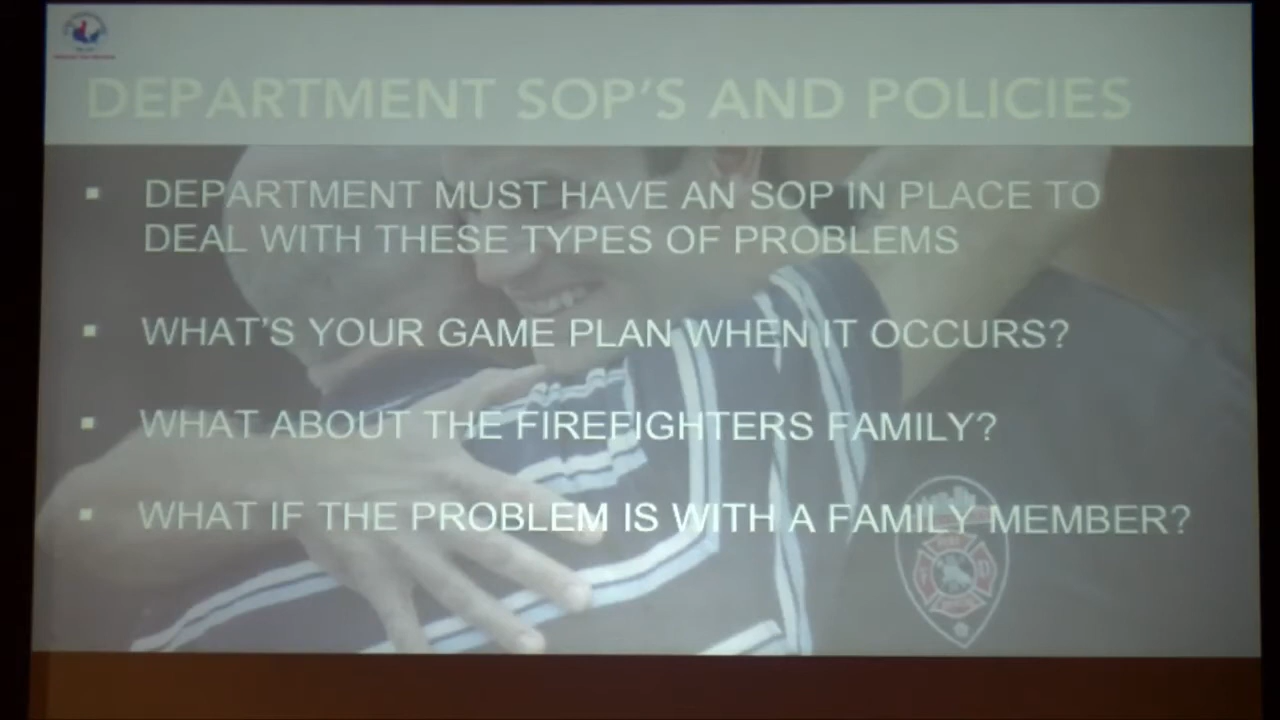 DEPARTMENT SOP'S AND POLICIES
▪ DEPARTMENT MUST HAVE AN SOP IN PLACE TO
DEAL WITH THESE TYPES OF PROBLEMS
▪ WHAT'S YOUR GAME PLAN WHEN IT OCCURS?
▪ WHAT ABOUT THE FIREFIGHTERS FAMILY?
▪ WHAT IF THE PROBLEM IS WITH A FAMILY MEMBER?